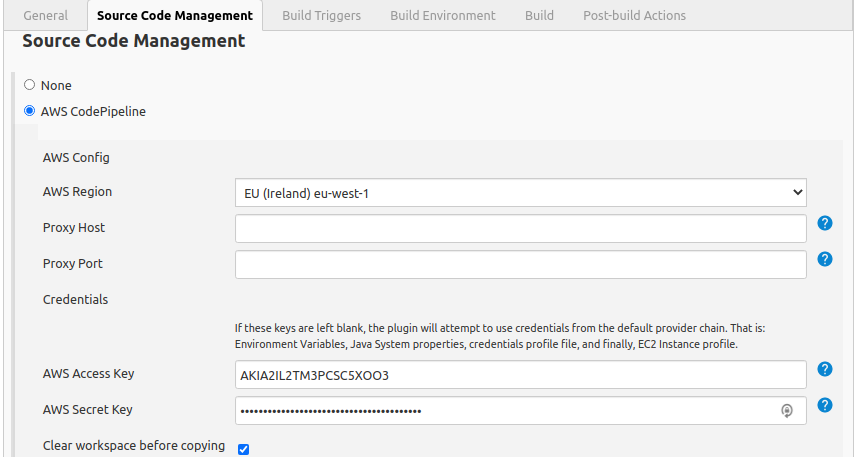 General Source Code Management Build Triggers Build Environment Build Post-build Actions
Source Code Management
None
AWS CodePipeline
AWS Config
AWS Region EU (Ireland) eu-west-1
Proxy Host ?
Proxy Port ?
Credentials
If these keys are left blank, the plugin will attempt to use credentials from the default provider chain. That is:
Environment Variables, Java System properties, credentials profile file, and finally, EC2 Instance profile.
AWS Access Key AKIA2IL2TM3PCSC5XOO3 ?
AWS Secret Key •••••••••••••••••••••••••••••••••••••••• ?
Clear workspace before copying